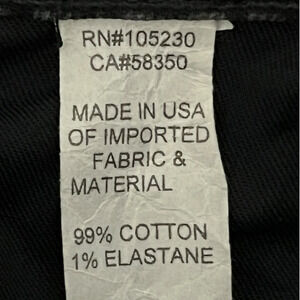 RN#105230
CA#58350
MADE IN USA
OF IMPORTED
FABRIC &
MATERIAL
99% COTTON
1% ELASTANE